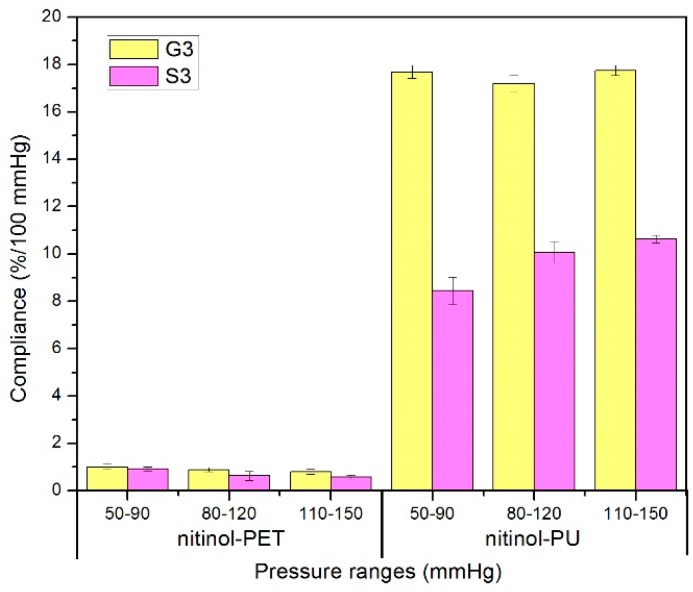 20
18
16
14
12
10
8
6
4
2
0
Compliance (%/100 mmHg)
G3
S3
50-90 80-120 110-150 50-90 80-120 110-150
nitinol-PET nitinol-PU
Pressure ranges (mmHg)